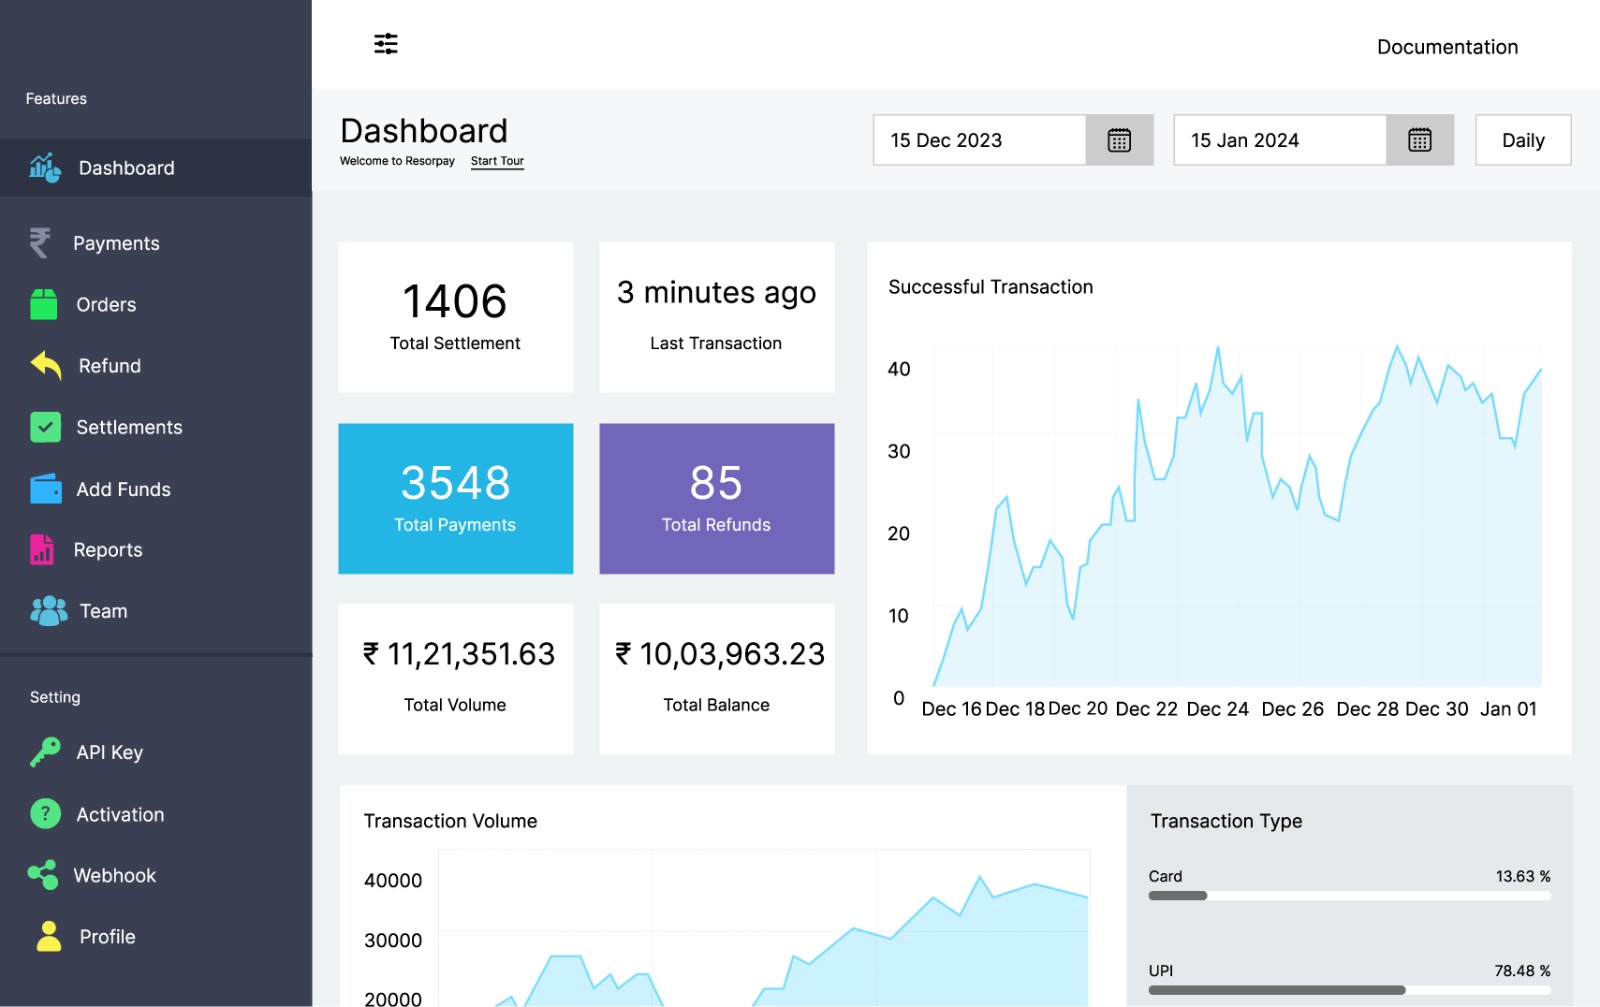 Documentation
Features
Dashboard
Payments
Orders
Refund
Settlements
Add Funds
Reports
Team
Setting
API Key
Activation
Webhook
Profile
Dashboard
Welcome to Resorpay Start Tour
15 Dec 2023
15 Jan 2024
Daily
1406
Total Settlement
3 minutes ago
Last Transaction
3548
Total Payments
85
Total Refunds
₹ 11,21,351.63
Total Volume
₹ 10,03,963.23
Total Balance
Successful Transaction
40
30
20
10
0
Dec 16 Dec 18 Dec 20 Dec 22 Dec 24 Dec 26 Dec 28 Dec 30 Jan 01
Transaction Volume
40000
30000
20000
Transaction Type
Card 13.63 %
UPI 78.48 %